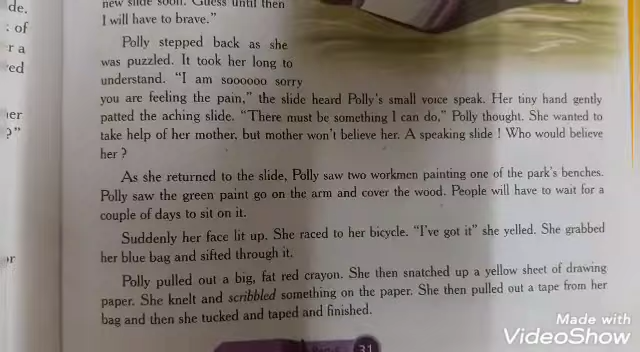 de.
: of
r a
red
her
?"
or
new slide soon. Guess until then
I will have to brave."
Polly stepped back as she
was puzzled. It took her long to
understand. "I am soooooo sorry
you are feeling the pain," the slide heard Polly's small voice speak. Her tiny hand gently
patted the aching slide. "There must be something I can do," Polly thought. She wanted to
take help of her mother, but mother won't believe her. A speaking slide ! Who would believe
her ?
As she returned to the slide, Polly saw two workmen painting one of the park's benches.
Polly saw the green paint go on the arm and cover the wood. People will have to wait for a
couple of days to sit on it.
Suddenly her face lit up. She raced to her bicycle. "I've got it" she yelled. She grabbed
her blue bag and sifted through it.
Polly pulled out a big, fat red crayon. She then snatched up a yellow sheet of drawing
paper. She knelt and scribbled something on the paper. She then pulled out a tape from her
bag and then she tucked and taped and finished.
31
Made with
VideoShow